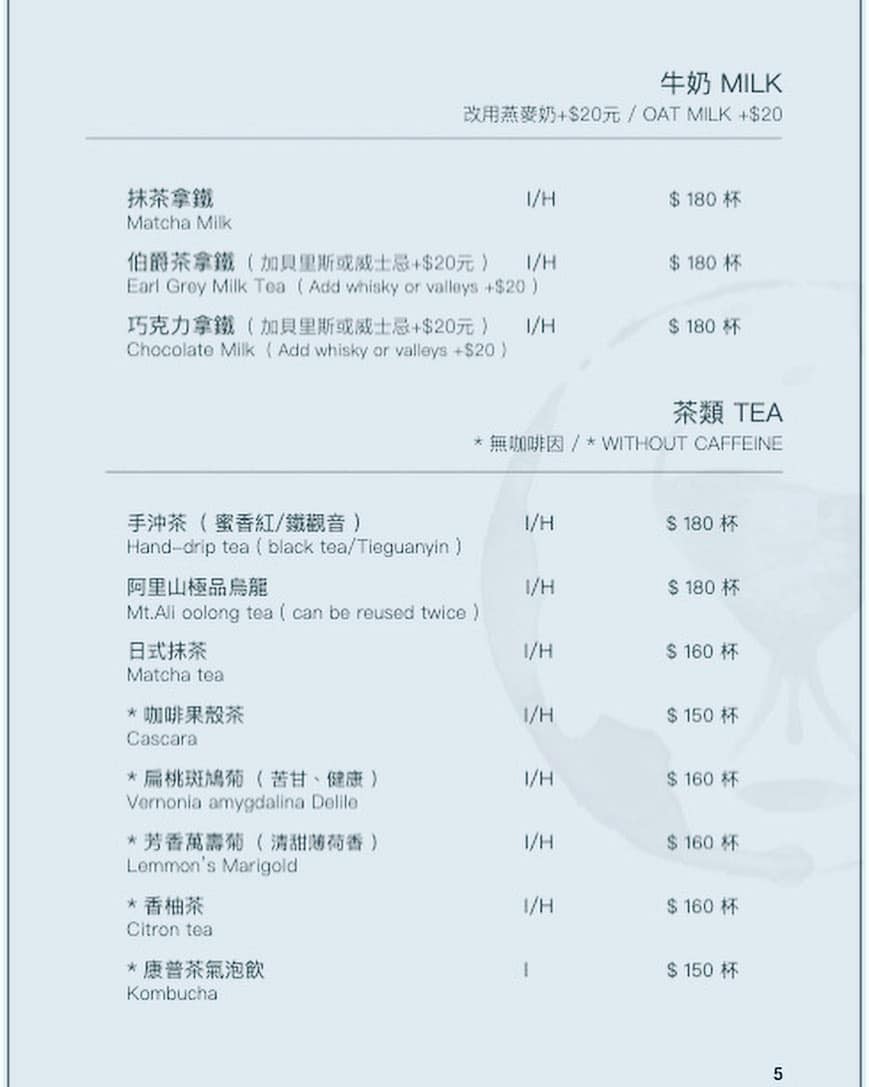 牛奶 MILK
改用燕麥奶+$20元 / OAT MILK +$20
抹茶拿鐵 I/H $ 180 杯
Matcha Milk
伯爵茶拿鐵 ( 加貝里斯或威士忌+$20元 ) I/H $ 180 杯
Earl Grey Milk Tea ( Add whisky or valleys +$20 )
巧克力拿鐵 ( 加貝里斯或威士忌+$20元 ) I/H $ 180 杯
Chocolate Milk ( Add whisky or valleys +$20 )
茶類 TEA
* 無咖啡因 / * WITHOUT CAFFEINE
手沖茶 ( 蜜香紅/鐵觀音 ) I/H $ 180 杯
Hand-drip tea ( black tea/Tieguanyin )
阿里山極品烏龍 I/H $ 180 杯
Mt.Ali oolong tea ( can be reused twice )
日式抹茶 I/H $ 160 杯
Matcha tea
* 咖啡果殼茶 I/H $ 150 杯
Cascara
* 扁桃斑鳩菊 ( 苦甘、健康 ) I/H $ 160 杯
Vernonia amygdalina Delile
* 芳香萬壽菊 ( 清甜薄荷香 ) I/H $ 160 杯
Lemmon's Marigold
* 香柚茶 I/H $ 160 杯
Citron tea
* 康普茶氣泡飲 I $ 150 杯
Kombucha
5